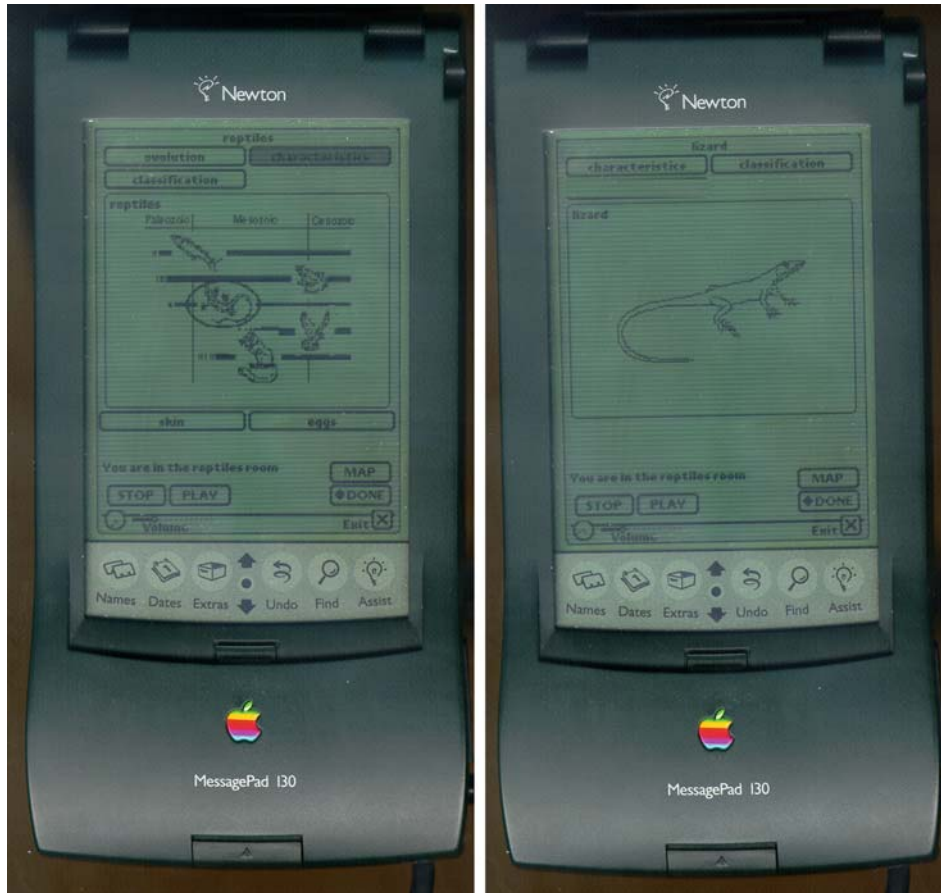 Newton
reptiles
evolution characteristics
classification
reptiles
Paleozoic Mesozoic Cenozoic
skin eggs
You are in the reptiles room
MAP
STOP PLAY
DONE
Volume
Exit
Names Dates Extras Undo Find Assist
MessagePad 130
Newton
lizard
characteristics classification
lizard
You are in the reptiles room
MAP
STOP PLAY
DONE
Volume
Exit
Names Dates Extras Undo Find Assist
MessagePad 130